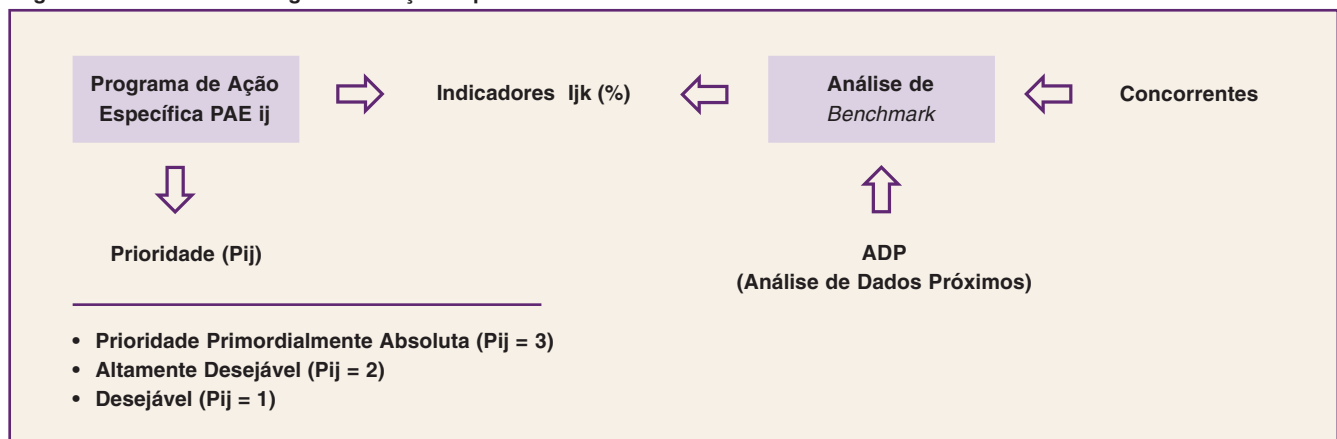 Programa de Ação
Específica PAE ij
Indicadores Ijk (%)
Análise de
Benchmark
Concorrentes
Prioridade (Pij)
ADP
(Análise de Dados Próximos)
• Prioridade Primordialmente Absoluta (Pij = 3)
• Altamente Desejável (Pij = 2)
• Desejável (Pij = 1)